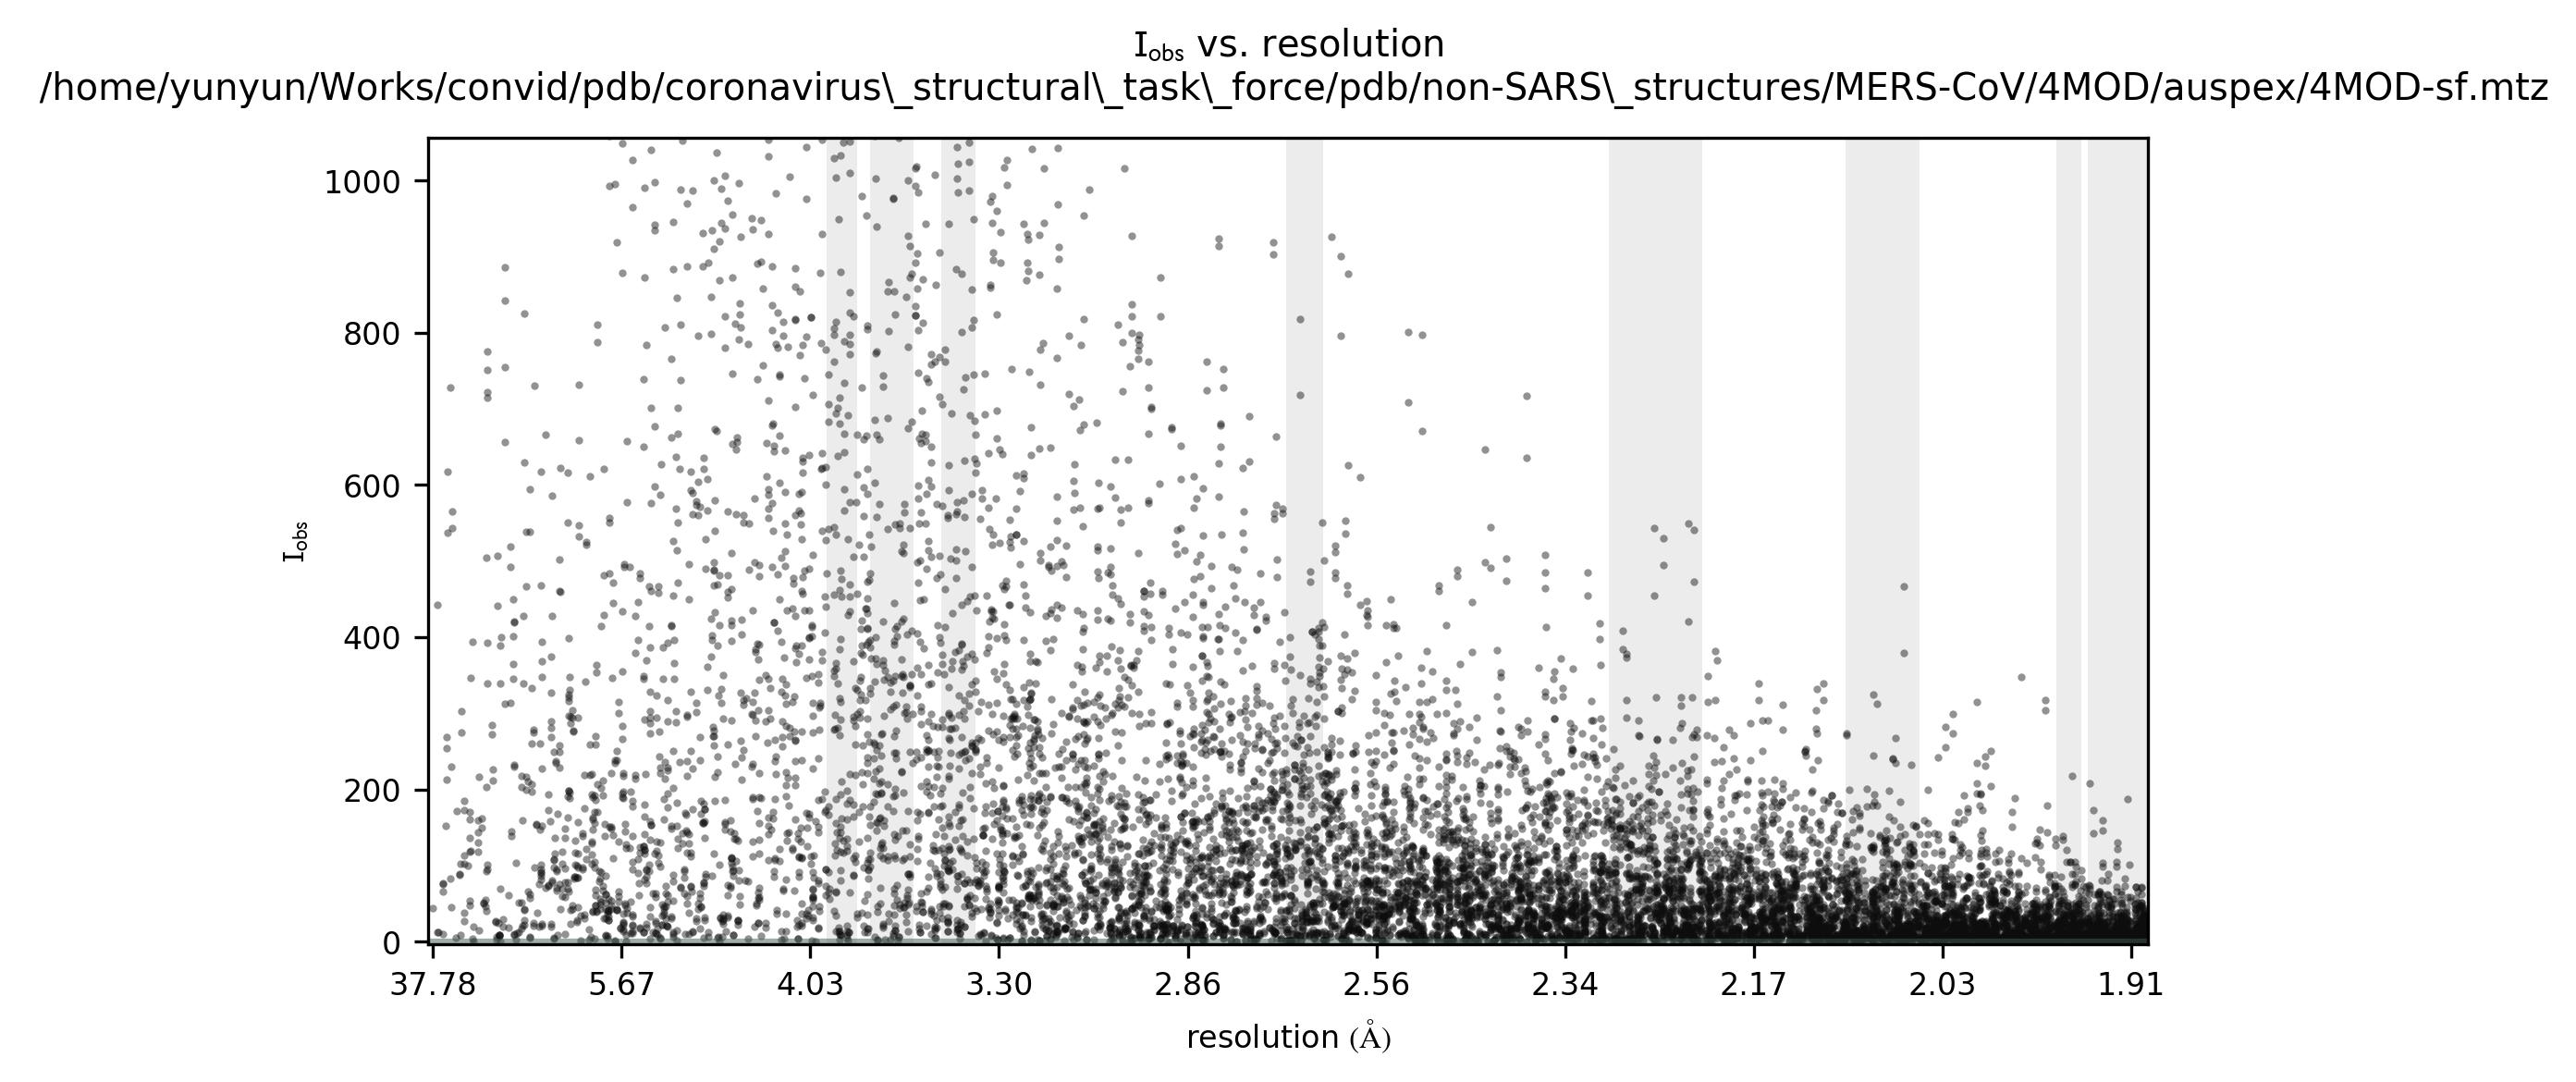 I_obs vs. resolution
/home/yunyun/Works/convid/pdb/coronavirus\_structural\_task\_force/pdb/non-SARS\_structures/MERS-CoV/4MOD/auspex/4MOD-sf.mtz
1000
800
600
400
200
0
I_obs
37.78 5.67 4.03 3.30 2.86 2.56 2.34 2.17 2.03 1.91
resolution (Å)